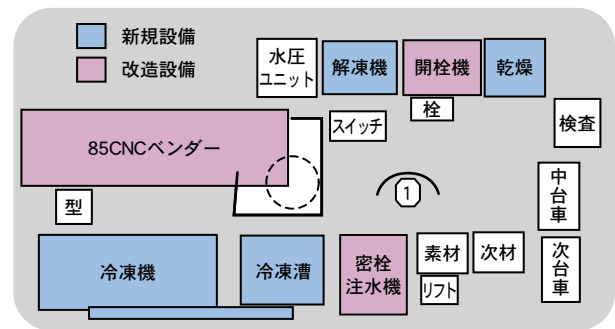 新規設備
改造設備
水圧
ユニット
解凍機
開栓機
乾燥
栓
スイッチ
検査
85CNCベンダー
型
1
中台車
冷凍機
冷凍漕
密栓
注水機
素材
次材
リフト
次台車